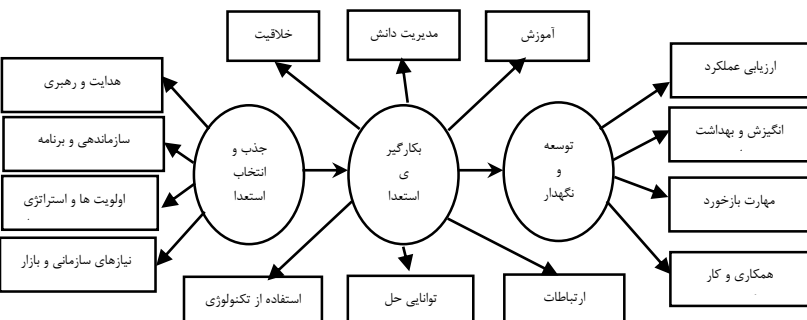 خلاقیت
مدیریت دانش
آموزش
ارزیابی عملکرد
انگیزش و بهداشت
مهارت بازخورد
همکاری و کار
هدایت و رهبری
سازماندهی و برنامه
اولویت ها و استراتژی
نیازهای سازمانی و بازار
جذب و
انتخاب
استعدا
بکارگیر
ی
استعدا
توسعه
و
نگهدار
استفاده از تکنولوژی
توانایی حل
ارتباطات